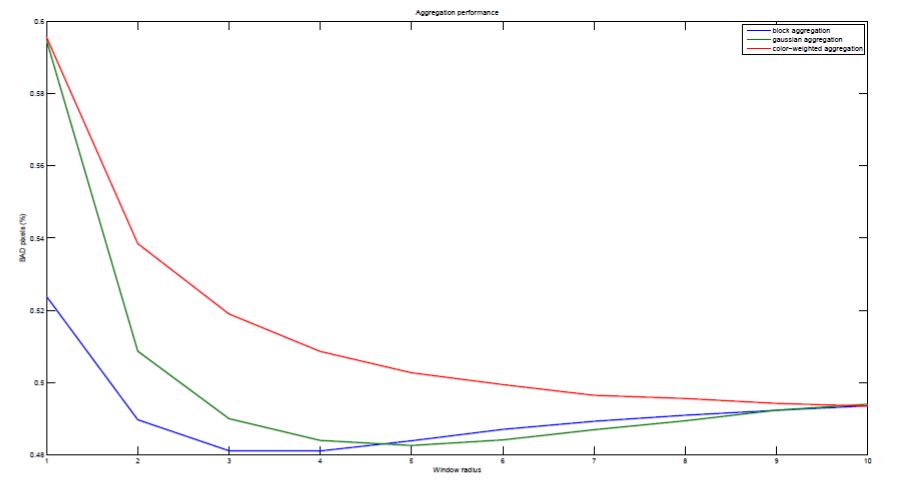 Aggregation performance
block aggregation
gaussian aggregation
color-weighted aggregation
0.6
0.58
0.56
0.54
0.52
0.5
0.48
BAD pixels (%)
1 2 3 4 5 6 7 8 9 10
Window radius